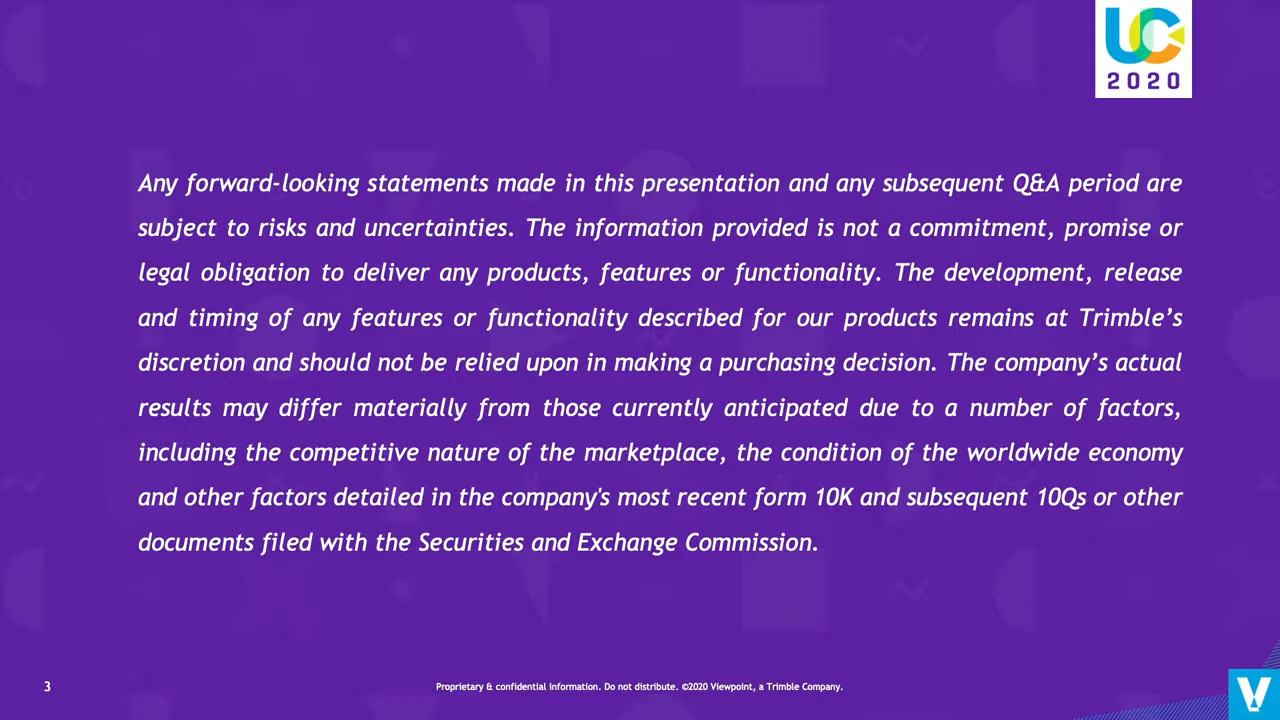 UC
2020
Any forward-looking statements made in this presentation and any subsequent Q&A period are
subject to risks and uncertainties. The information provided is not a commitment, promise or
legal obligation to deliver any products, features or functionality. The development, release
and timing of any features or functionality described for our products remains at Trimble’s
discretion and should not be relied upon in making a purchasing decision. The company’s actual
results may differ materially from those currently anticipated due to a number of factors,
including the competitive nature of the marketplace, the condition of the worldwide economy
and other factors detailed in the company's most recent form 10K and subsequent 10Qs or other
documents filed with the Securities and Exchange Commission.
3
Proprietary & confidential information. Do not distribute. ©2020 Viewpoint, a Trimble Company.